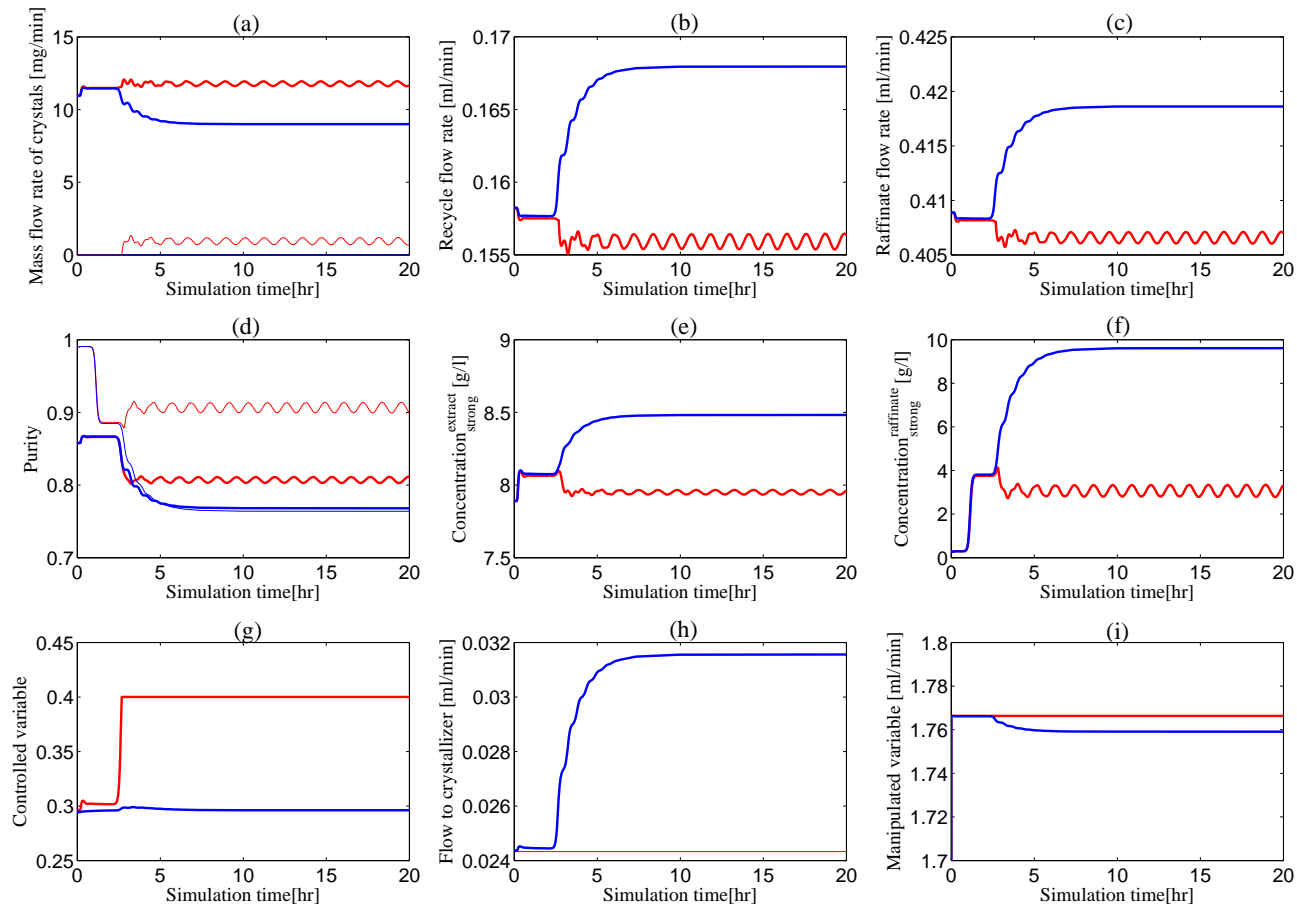 (a)
Mass flow rate of crystals [mg/min]
15
10
5
0
0 5 10 15 20
Simulation time[hr]
(b)
Recycle flow rate [ml/min]
0.17
0.165
0.16
0.155
0 5 10 15 20
Simulation time[hr]
(c)
Raffinate flow rate [ml/min]
0.425
0.42
0.415
0.41
0.405
0 5 10 15 20
Simulation time[hr]
(d)
Purity
1
0.9
0.8
0.7
0 5 10 15 20
Simulation time[hr]
(e)
Concentration extract strong [g/l]
9
8.5
8
7.5
0 5 10 15 20
Simulation time[hr]
(f)
Concentration raffinate strong [g/l]
10
8
6
4
2
0
0 5 10 15 20
Simulation time[hr]
(g)
Controlled variable
0.45
0.4
0.35
0.3
0.25
0 5 10 15 20
Simulation time[hr]
(h)
Flow to crystallizer [ml/min]
0.032
0.03
0.028
0.026
0.024
0 5 10 15 20
Simulation time[hr]
(i)
Manipulated variable [ml/min]
1.8
1.78
1.76
1.74
1.72
1.7
0 5 10 15 20
Simulation time[hr]